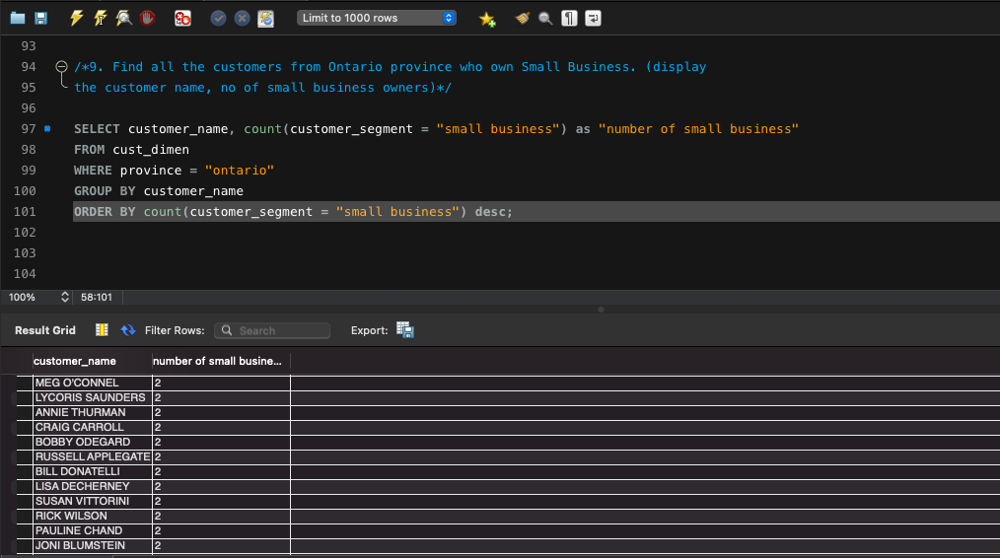 Limit to 1000 rows
93
94 /*9. Find all the customers from Ontario province who own Small Business. (display
95 the customer name, no of small business owners)*/
96
97 SELECT customer_name, count(customer_segment = "small business") as "number of small business"
98 FROM cust_dimen
99 WHERE province = "ontario"
100 GROUP BY customer_name
101 ORDER BY count(customer_segment = "small business") desc;
102
103
104
100% 58:101
Result Grid Filter Rows: Search Export:
customer_name number of small busine...
MEG O'CONNEL 2
LYCORIS SAUNDERS 2
ANNIE THURMAN 2
CRAIG CARROLL 2
BOBBY ODEGARD 2
RUSSELL APPLEGATE 2
BILL DONATELLI 2
LISA DECHERNEY 2
SUSAN VITTORINI 2
RICK WILSON 2
PAULINE CHAND 2
JONI BLUMSTEIN 2